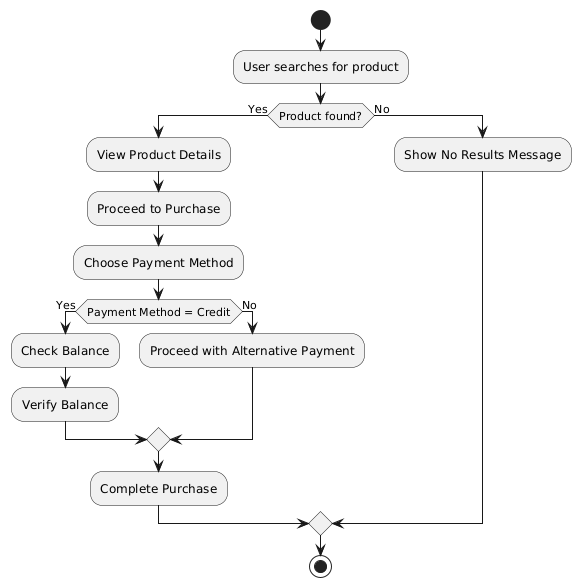 User searches for product
Yes
Product found?
No
View Product Details
Show No Results Message
Proceed to Purchase
Choose Payment Method
Yes
Payment Method = Credit
No
Check Balance
Proceed with Alternative Payment
Verify Balance
Complete Purchase